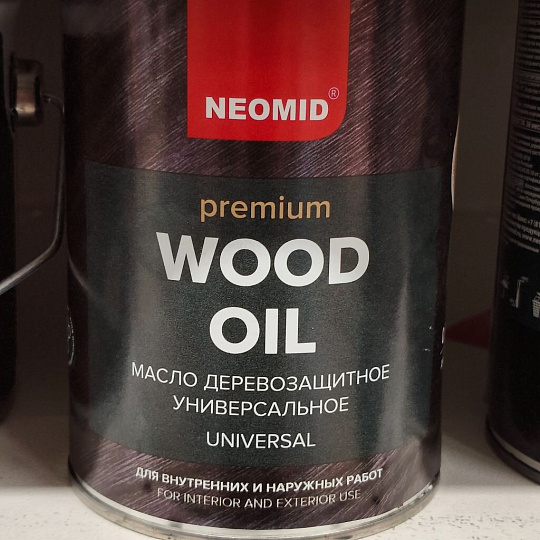 NEOMID®
premium
WOOD
OIL
МАСЛО ДЕРЕВОЗАЩИТНОЕ
УНИВЕРСАЛЬНОЕ
UNIVERSAL
ДЛЯ ВНУТРЕННИХ И НАРУЖНЫХ РАБОТ
FOR INTERIOR AND EXTERIOR USE